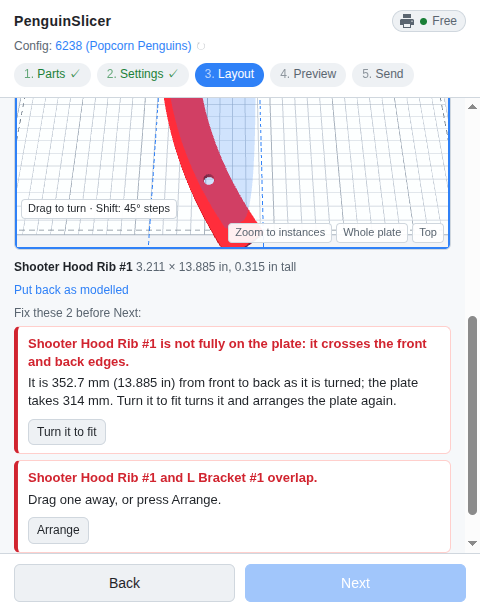 PenguinSlicer
Free
Config: 6238 (Popcorn Penguins)
1. Parts ✓
2. Settings ✓
3. Layout
4. Preview
5. Send
Drag to turn · Shift: 45° steps
Zoom to instances
Whole plate
Top
Shooter Hood Rib #1 3.211 × 13.885 in, 0.315 in tall
Put back as modelled
Fix these 2 before Next:
Shooter Hood Rib #1 is not fully on the plate: it crosses the front
and back edges.
It is 352.7 mm (13.885 in) from front to back as it is turned; the plate
takes 314 mm. Turn it to fit turns it and arranges the plate again.
Turn it to fit
Shooter Hood Rib #1 and L Bracket #1 overlap.
Drag one away, or press Arrange.
Arrange
Back
Next